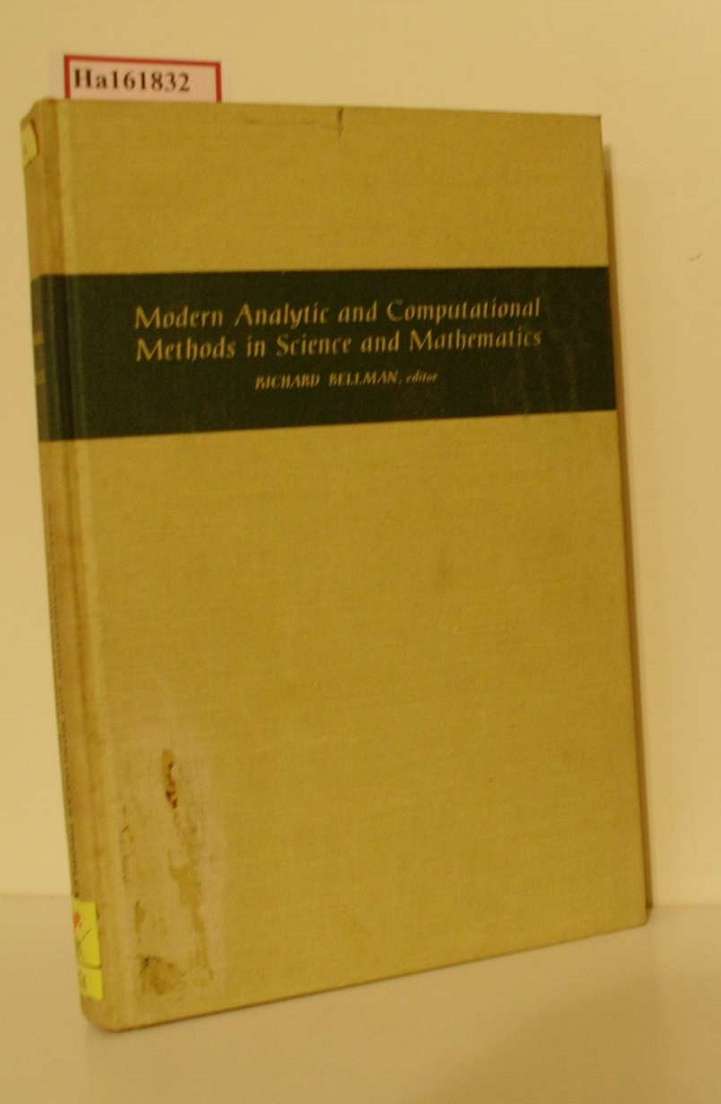 Ha161832
Modern Analytic and Computational
Methods in Science and Mathematics
RICHARD BELLMAN, editor